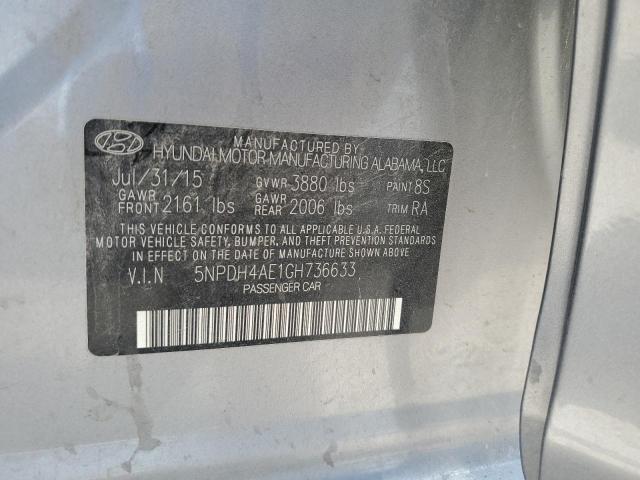 MANUFACTURED BY
HYUNDAI MOTOR MANUFACTURING ALABAMA, LLC
Jul/31/15 GVWR 3880 lbs PAINT 8S
GAWR FRONT 2161 lbs GAWR REAR 2006 lbs TRIM RA
THIS VEHICLE CONFORMS TO ALL APPLICABLE U.S.A. FEDERAL
MOTOR VEHICLE SAFETY, BUMPER, AND THEFT PREVENTION STANDARDS
IN EFFECT ON THE DATE OF MANUFACTURE SHOWN ABOVE.
V.I.N 5NPDH4AE1GH736633
PASSENGER CAR